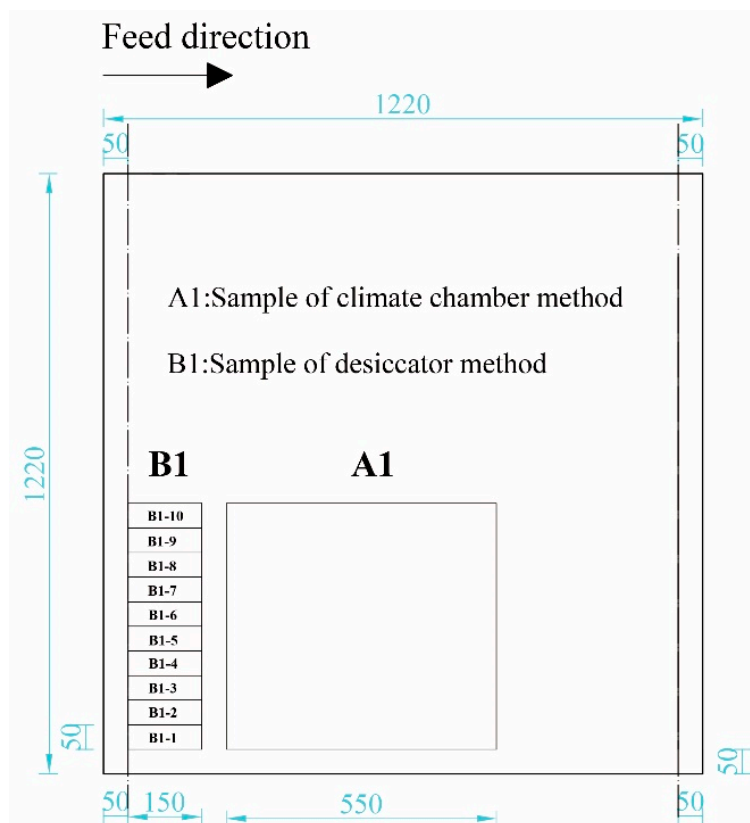 Feed direction
1220
50 50
A1:Sample of climate chamber method
B1:Sample of desiccator method
1220
B1 A1
B1-10
B1-9
B1-8
B1-7
B1-6
B1-5
B1-4
B1-3
B1-2
B1-1
50 50
50 150 550 50